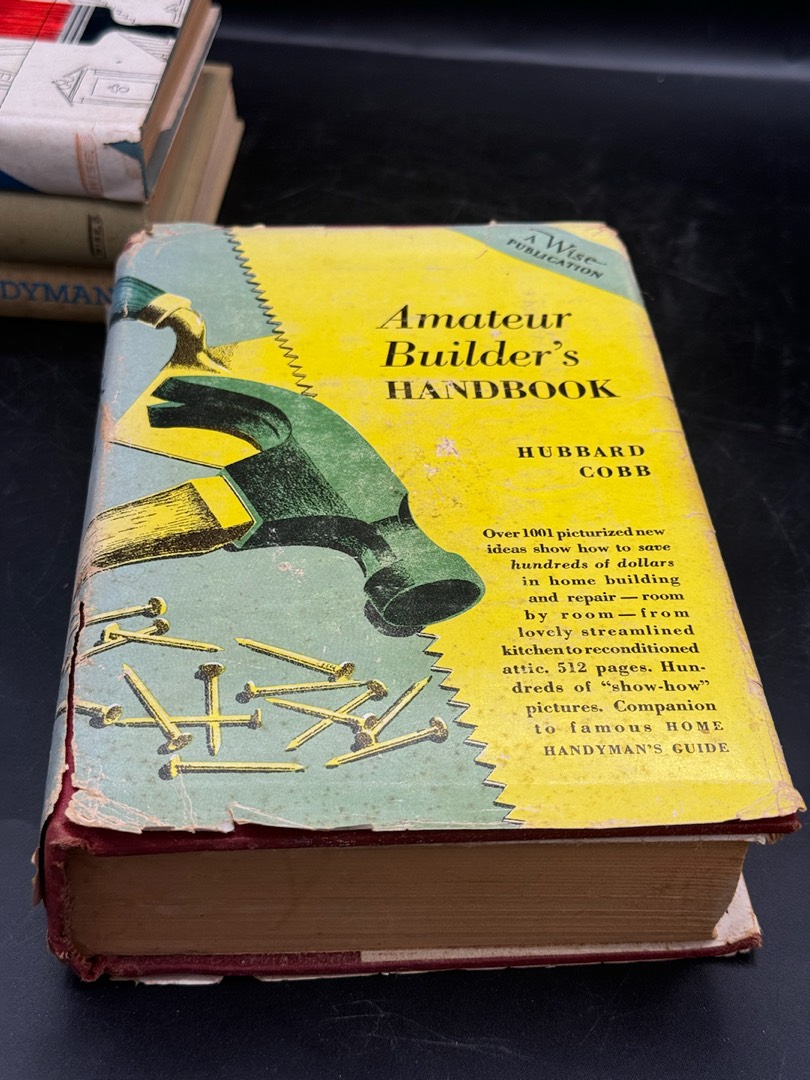 DYMAN
A Wise
PUBLICATION
Amateur
Builder's
HANDBOOK
HUBBARD
COBB
Over 1001 picturized new
ideas show how to save
hundreds of dollars
in home building
and repair — room
by room — from
lovely streamlined
kitchen to reconditioned
attic. 512 pages. Hun-
dreds of "show-how"
pictures. Companion
to famous HOME
HANDYMAN'S GUIDE